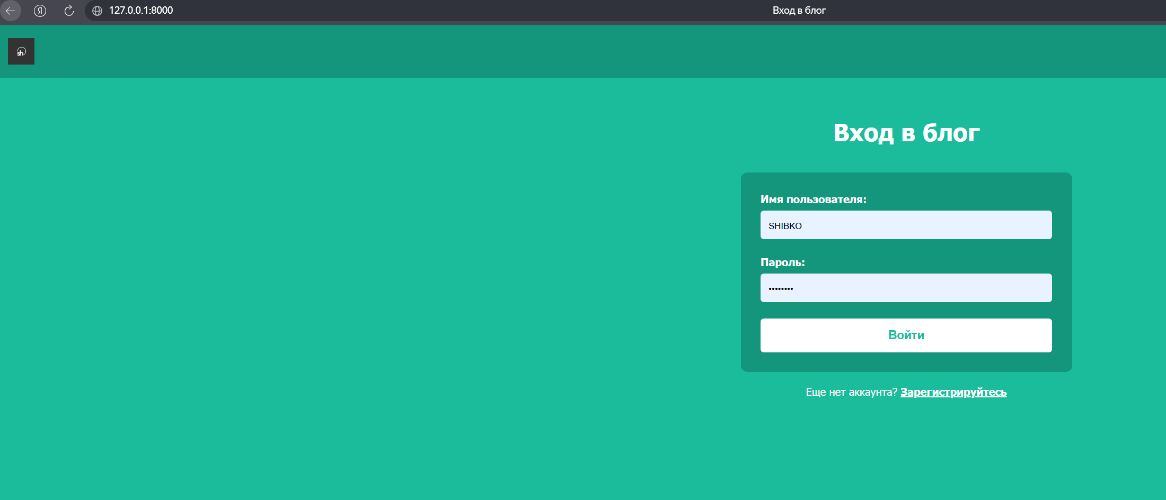 127.0.0.1:8000
Вход в блог
Вход в блог
Имя пользователя:
SHIBKO
Пароль:
••••••••
Войти
Еще нет аккаунта? Зарегистрируйтесь